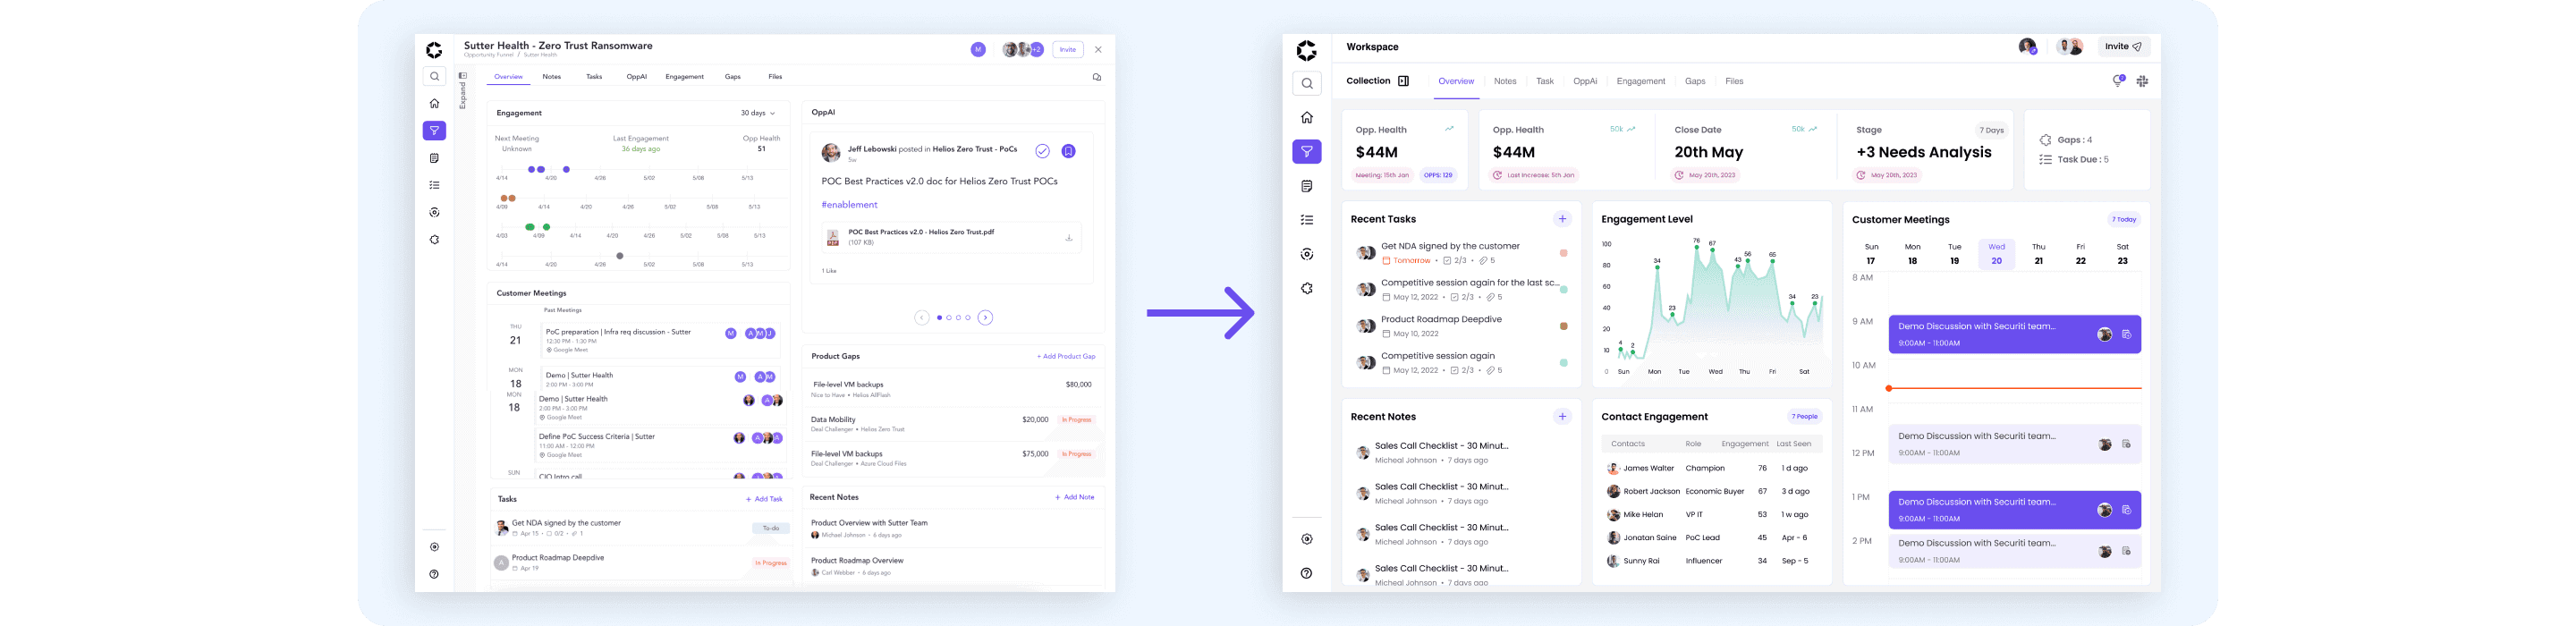 Sutter Health - Zero Trust Ransomware
Opportunity Funnel / Sutter Health
M
+2
Invite
Expand
Overview Notes Tasks OppAI Engagement Gaps Files
Engagement
30 days
Next Meeting
Unknown
Last Engagement
36 days ago
Opp Health
51
4/14 4/20 4/26 5/02 5/08 5/13
4/09 4/14 4/20 4/26 5/02 5/08 5/13
4/03 4/09 4/14 4/20 4/26 5/02 5/08 5/13
4/14 4/20 4/26 5/02 5/08 5/13
Customer Meetings
Past Meetings
THU
21
PoC preparation | Infra req discussion - Sutter
12:30 PM - 1:30 PM
Google Meet
M A M J
MON
18
Demo | Sutter Health
2:00 PM - 3:00 PM
M A M
MON
18
Demo | Sutter Health
2:00 PM - 3:00 PM
Google Meet
A
Define PoC Success Criteria | Sutter
11:00 AM - 12:00 PM
Google Meet
A A
SUN
CIO Intro call
Tasks
+ Add Task
Get NDA signed by the customer
Apr 15 • 0/2 • 1
To-do
A
Product Roadmap Deepdive
Apr 19
In Progress
OppAI
Jeff Lebowski posted in Helios Zero Trust - PoCs
5w
POC Best Practices v2.0 doc for Helios Zero Trust POCs
#enablement
POC Best Practices v2.0 - Helios Zero Trust.pdf
(107 KB)
1 Like
Product Gaps
+ Add Product Gap
File-level VM backups
Nice to Have • Helios AllFlash
$80,000
Data Mobility
Deal Challenger • Helios Zero Trust
$20,000
In Progress
File-level VM backups
Deal Challenger • Azure Cloud Files
$75,000
In Progress
Recent Notes
+ Add Note
Product Overview with Sutter Team
Michael Johnson • 6 days ago
Product Roadmap Overview
Carl Webber • 6 days ago
Workspace
Invite
Collection
Overview Notes Task OppAi Engagement Gaps Files
Opp. Health
$44M
Meeting: 15th Jan
OPPS: 129
Opp. Health
50k
$44M
Last Increase: 5th Jan
Close Date
50k
20th May
May 20th, 2023
Stage
7 Days
+3 Needs Analysis
May 20th, 2023
Gaps : 4
Task Due : 5
Recent Tasks
+
Get NDA signed by the customer
Tomorrow • 2/3 • 5
Competitive session again for the last sc...
May 12, 2022 • 2/3 • 5
Product Roadmap Deepdive
May 10, 2022
Competitive session again
May 12, 2022 • 2/3 • 5
Recent Notes
+
Sales Call Checklist - 30 Minut...
Micheal Johnson • 7 days ago
Sales Call Checklist - 30 Minut...
Micheal Johnson • 7 days ago
Sales Call Checklist - 30 Minut...
Micheal Johnson • 7 days ago
Sales Call Checklist - 30 Minut...
Micheal Johnson • 7 days ago
Engagement Level
100
80
60
40
20
10
0
4 2 34 23 76 67 43 56 65 34 23
Sun Mon Tue Wed Thu Fri Sat
Contact Engagement
7 People
Contacts Role Engagement Last Seen
James Walter Champion 76 1 d ago
Robert Jackson Economic Buyer 67 3 d ago
Mike Helan VP IT 53 1 w ago
Jonatan Saine PoC Lead 45 Apr - 6
Sunny Rai Influencer 34 Sep - 5
Customer Meetings
7 Today
Sun Mon Tue Wed Thu Fri Sat
17 18 19 20 21 22 23
8 AM
9 AM
Demo Discussion with Securiti team...
9:00AM - 11:00AM
10 AM
11 AM
Demo Discussion with Securiti team...
9:00AM - 11:00AM
12 PM
1 PM
Demo Discussion with Securiti team...
9:00AM - 11:00AM
2 PM
Demo Discussion with Securiti team...
9:00AM - 11:00AM